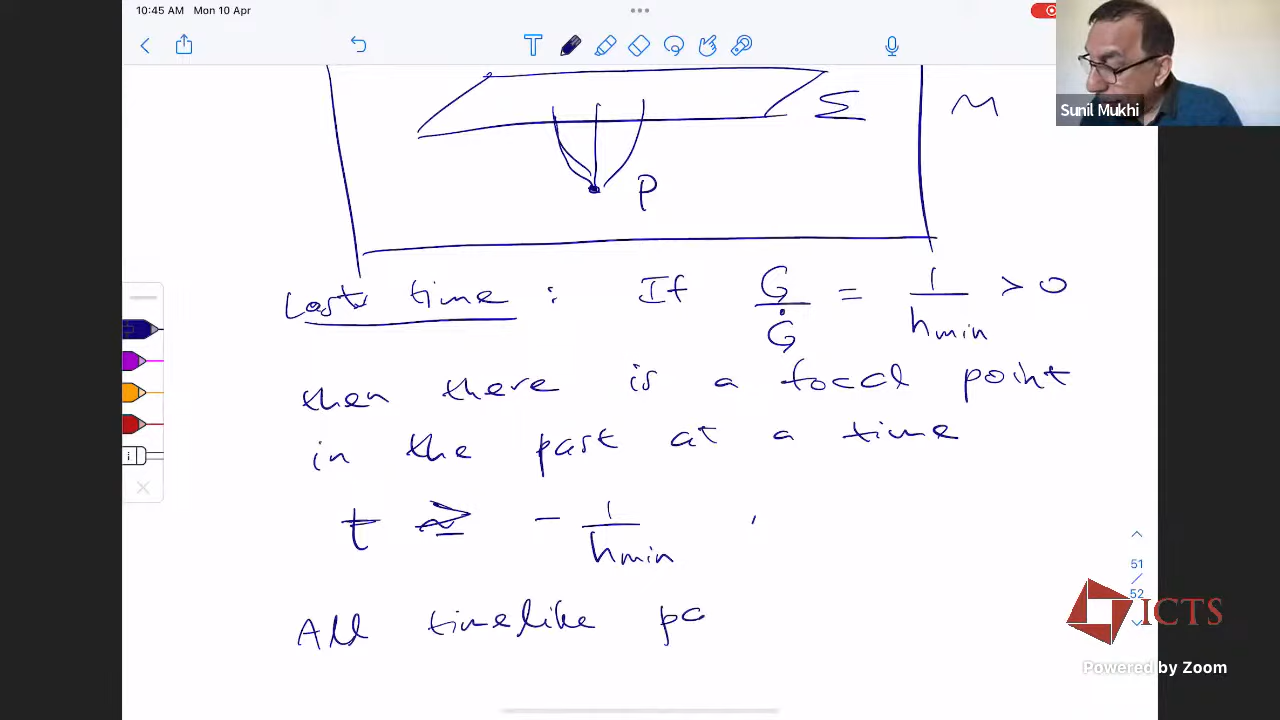 10:45 AM Mon 10 Apr
Sunil Mukhi
Σ M
p
Last time : If G/Ġ = 1/hmin > 0
then there is a focal point
in the past at a time
t ≳ - 1/hmin
All timelike pa
51
/
52
ICTS
Powered by Zoom